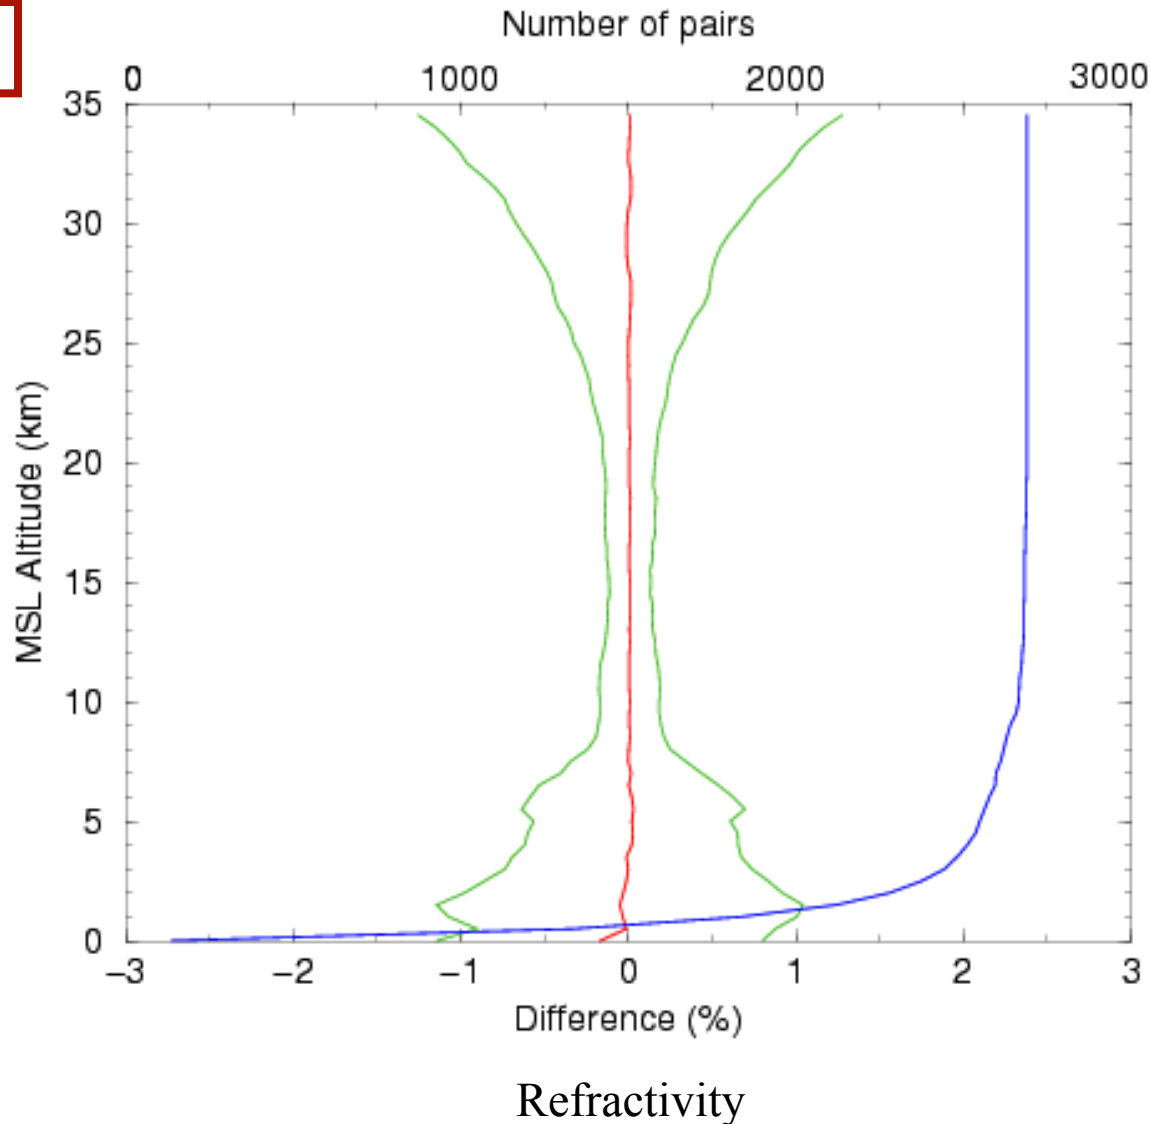 Number of pairs
0 1000 2000 3000
35
30
25
20
15
10
5
0
MSL Altitude (km)
−3 −2 −1 0 1 2 3
Difference (%)
Refractivity